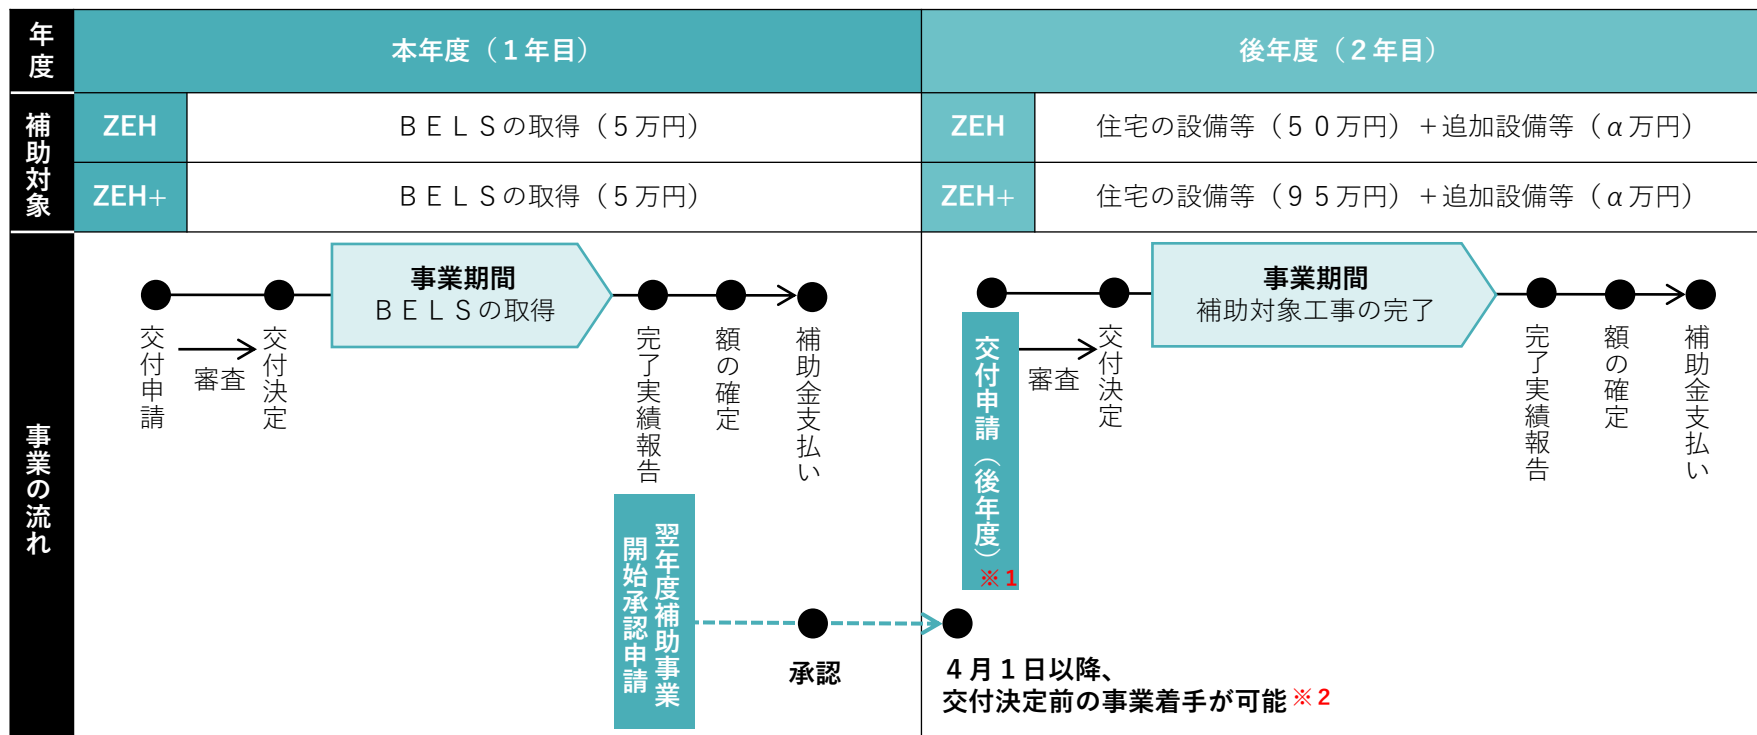 年度
本年度（１年目）
後年度（２年目）
補助対象
ZEH
ＢＥＬＳの取得（５万円）
ZEH
住宅の設備等（５０万円）＋追加設備等（α万円）
ZEH+
ＢＥＬＳの取得（５万円）
ZEH+
住宅の設備等（９５万円）＋追加設備等（α万円）
事業の流れ
交付申請
審査
交付決定
事業期間
ＢＥＬＳの取得
完了実績報告
額の確定
補助金支払い
翌年度補助事業
開始承認申請
承認
交付申請（後年度）
※1
審査
交付決定
事業期間
補助対象工事の完了
完了実績報告
額の確定
補助金支払い
４月１日以降、
交付決定前の事業着手が可能※２